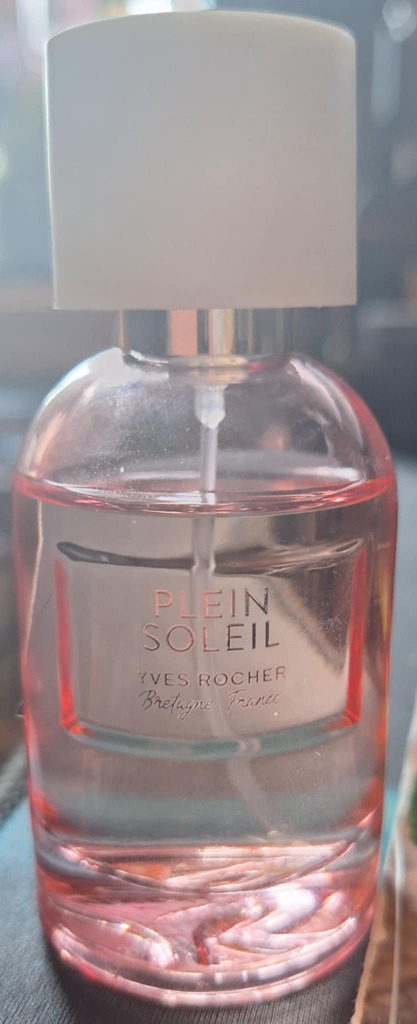 PLEIN
SOLEIL
YVES ROCHER
Bretagne, France